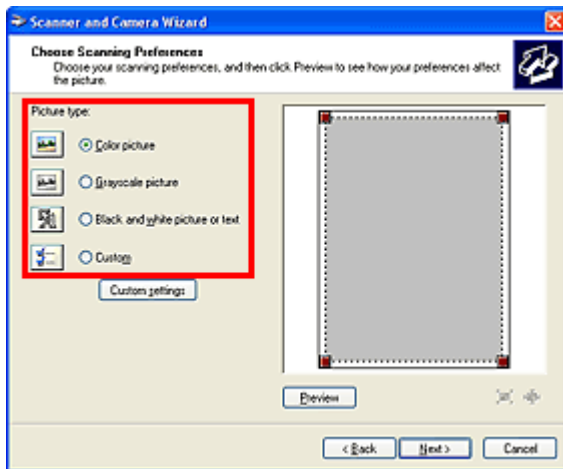 Scanner and Camera Wizard
Choose Scanning Preferences
Choose your scanning preferences, and then click Preview to see how your preferences affect
the picture.
Picture type:
Color picture
Grayscale picture
Black and white picture or text
Custom
Custom settings
Preview
< Back
Next >
Cancel